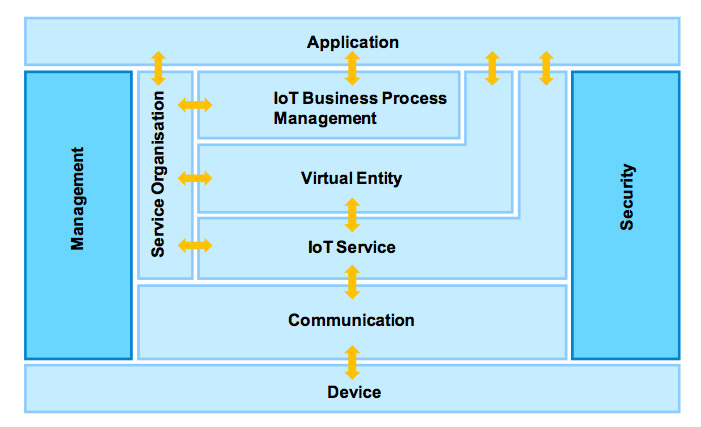 Application
Management
Service Organisation
IoT Business Process
Management
Virtual Entity
IoT Service
Communication
Security
Device